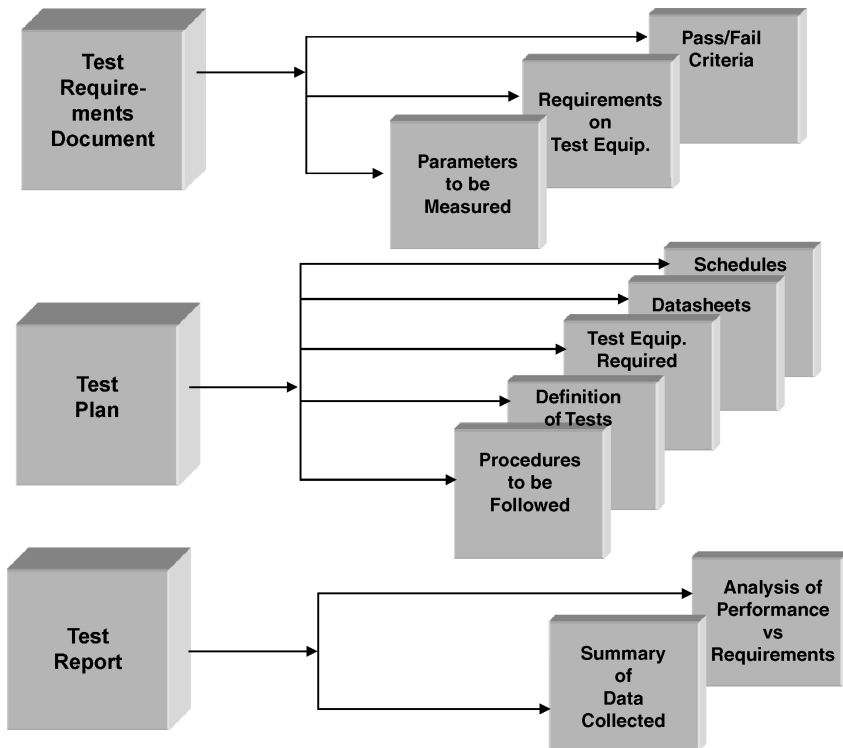 Test
Require-
ments
Document
Pass/Fail
Criteria
Requirements
on
Test Equip.
Parameters
to be
Measured
Test
Plan
Schedules
Datasheets
Test Equip.
Required
Definition
of Tests
Procedures
to be
Followed
Test
Report
Analysis of
Performance
vs
Requirements
Summary
of
Data
Collected